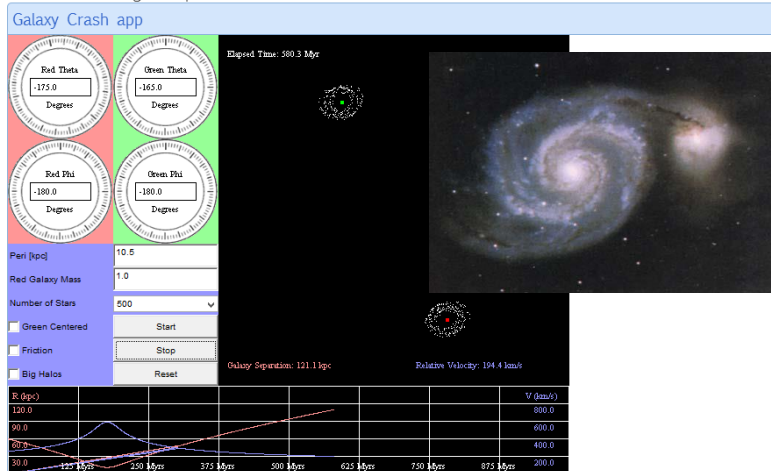 Galaxy Crash app
Red Theta
-175.0
Degrees
Green Theta
-165.0
Degrees
Red Phi
-180.0
Degrees
Green Phi
-180.0
Degrees
Peri [kpc]
10.5
Red Galaxy Mass
1.0
Number of Stars
500
Green Centered
Start
Friction
Stop
Big Halos
Reset
Elapsed Time: 580.3 Myr
Galaxy Separation: 121.1 kpc
Relative Velocity: 194.4 km/s
R (kpc)
V (km/s)
120.0
800.0
90.0
600.0
60.0
400.0
30.0
125 Myrs
250 Myrs
375 Myrs
500 Myrs
625 Myrs
750 Myrs
875 Myrs
200.0